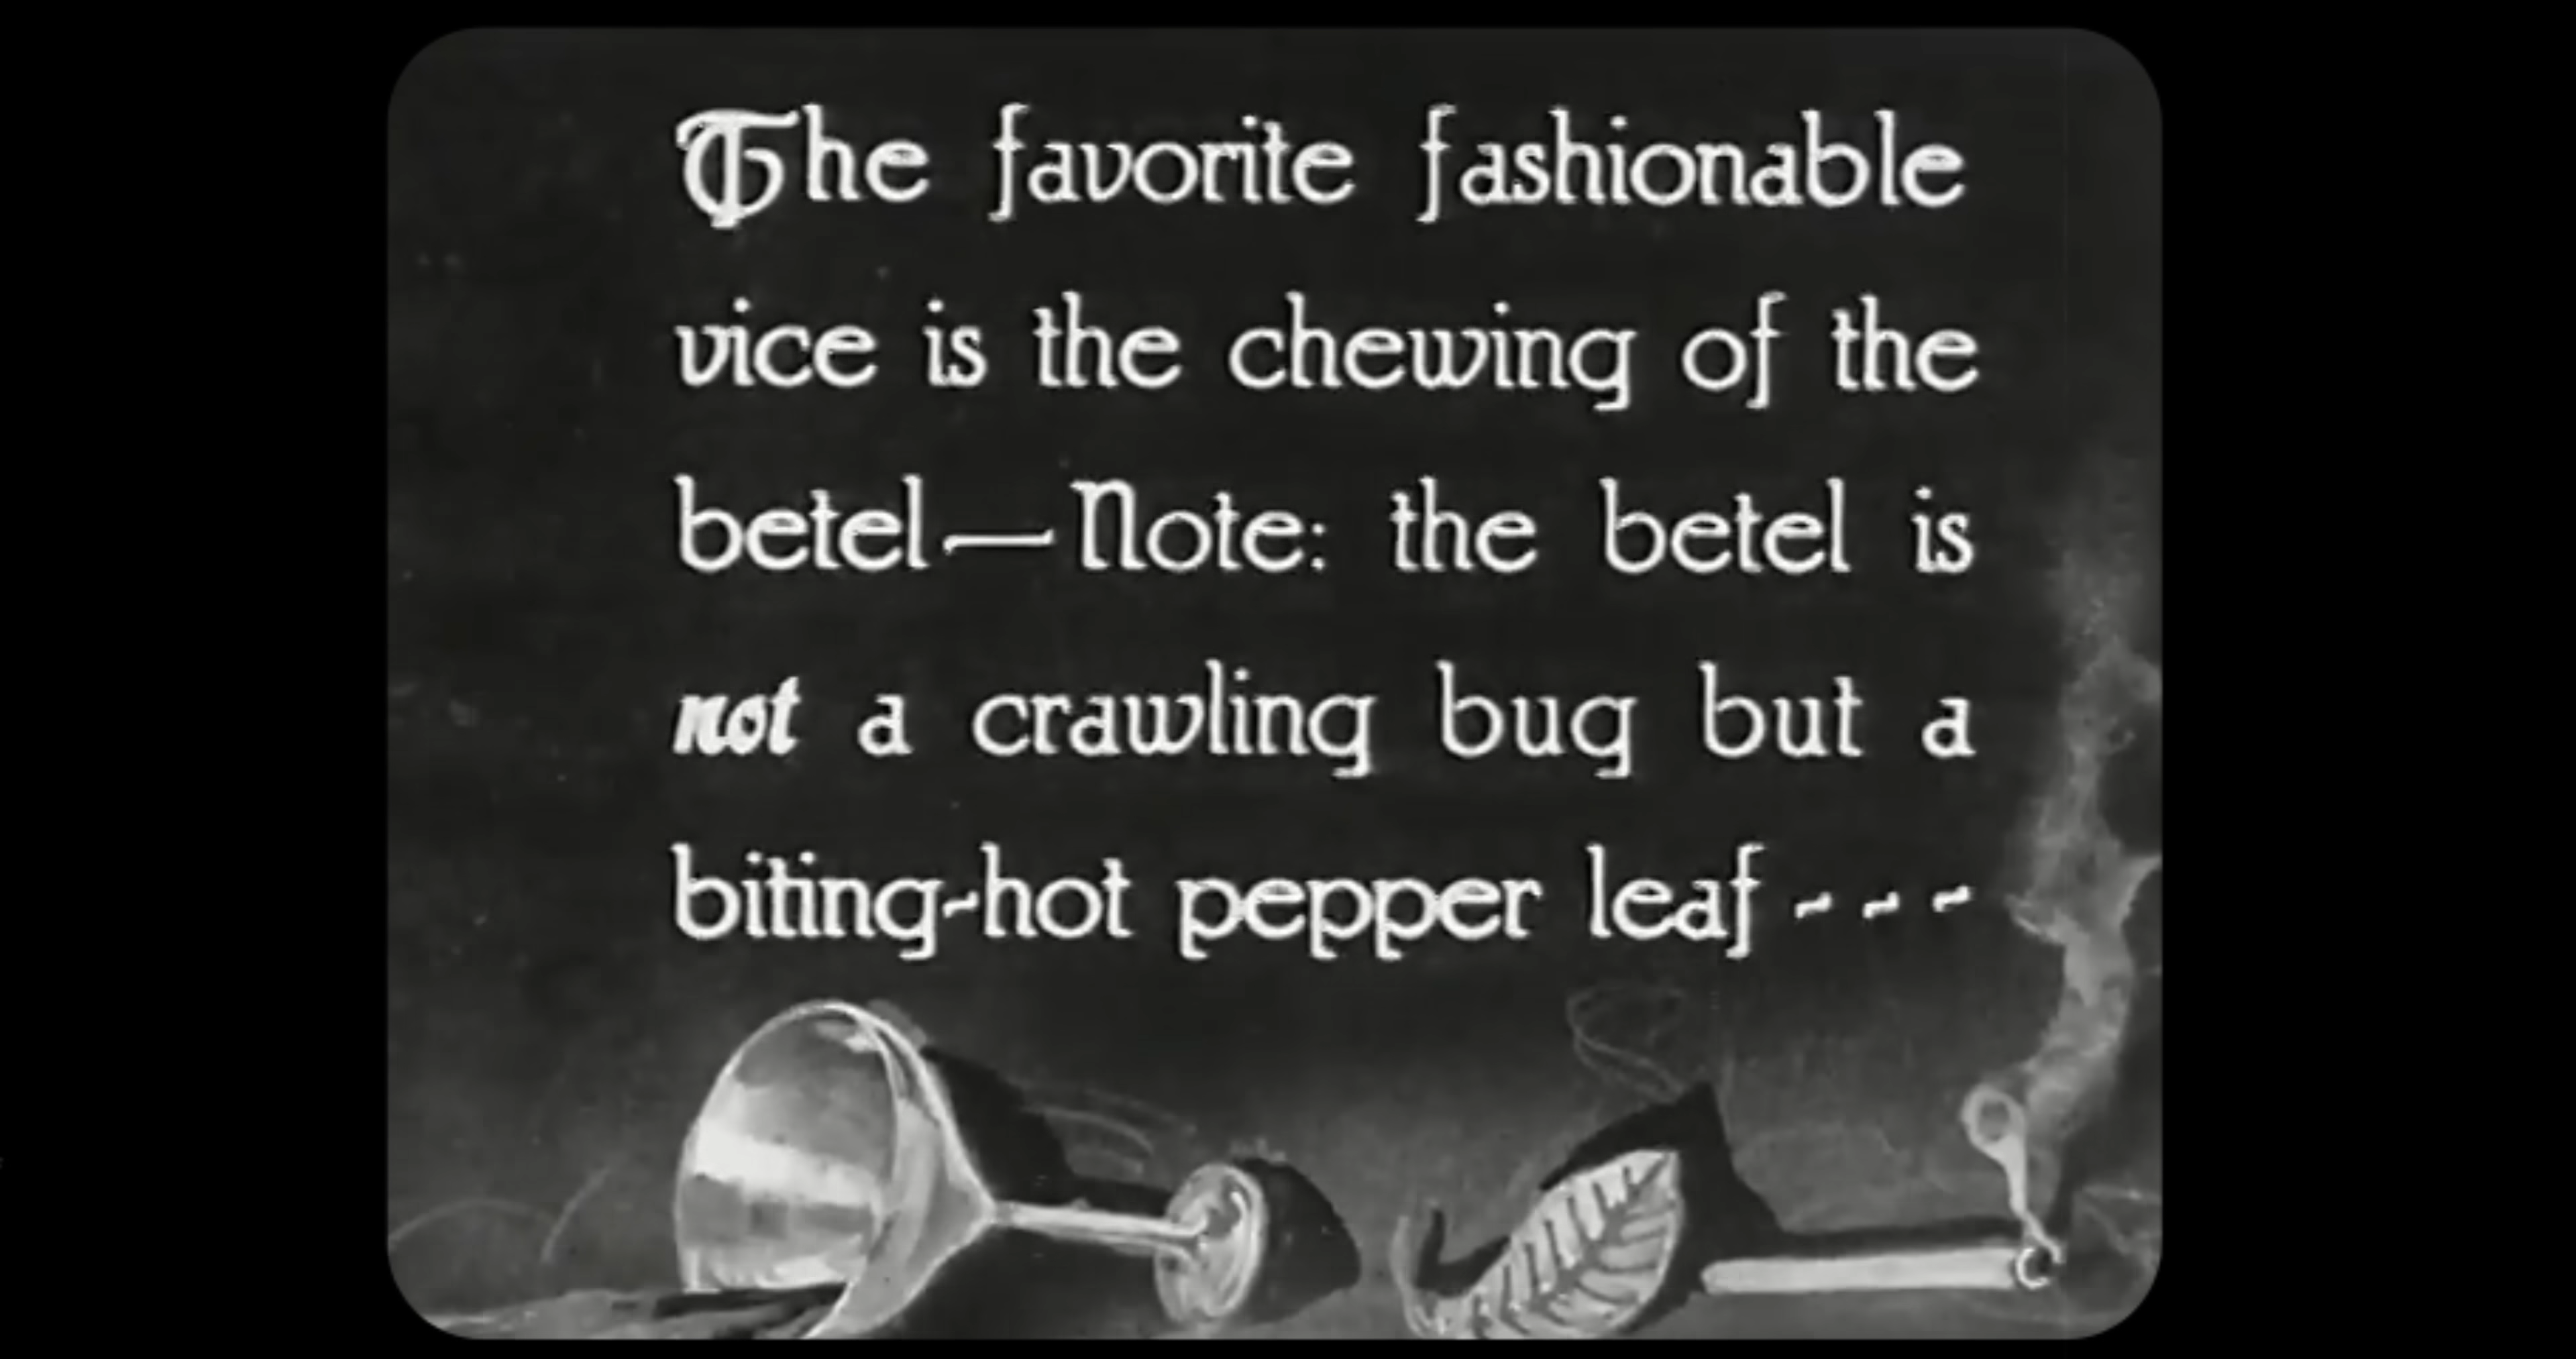 The favorite fashionable
vice is the chewing of the
betel—Note: the betel is
not a crawling bug but a
biting-hot pepper leaf---